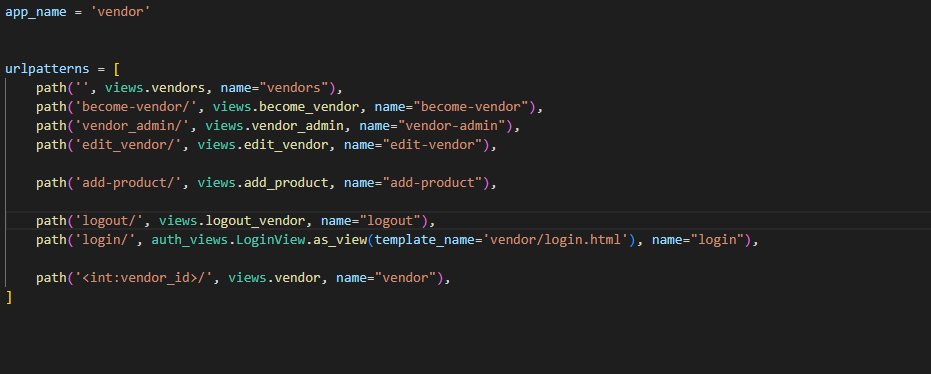 app_name = 'vendor'
urlpatterns = [
path('', views.vendors, name="vendors"),
path('become-vendor/', views.become_vendor, name="become-vendor"),
path('vendor_admin/', views.vendor_admin, name="vendor-admin"),
path('edit_vendor/', views.edit_vendor, name="edit-vendor"),
path('add-product/', views.add_product, name="add-product"),
path('logout/', views.logout_vendor, name="logout"),
path('login/', auth_views.LoginView.as_view(template_name='vendor/login.html'), name="login"),
path('<int:vendor_id>/', views.vendor, name="vendor"),
]